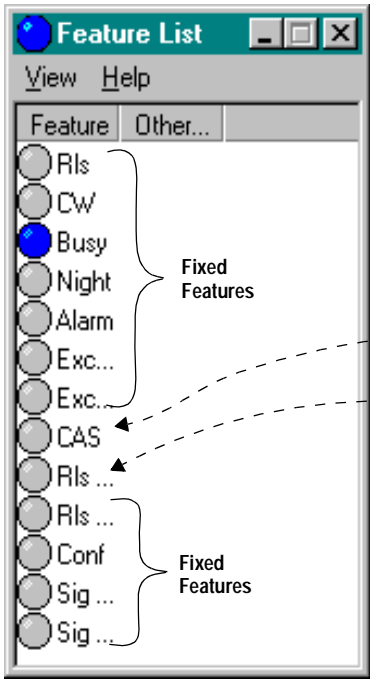 Feature List
View Help
Feature Other...
Rls
CW
Busy
Night
Alarm
Exc...
Exc...
CAS
Rls ...
Rls ...
Conf
Sig ...
Sig ...
Fixed
Features
Fixed
Features